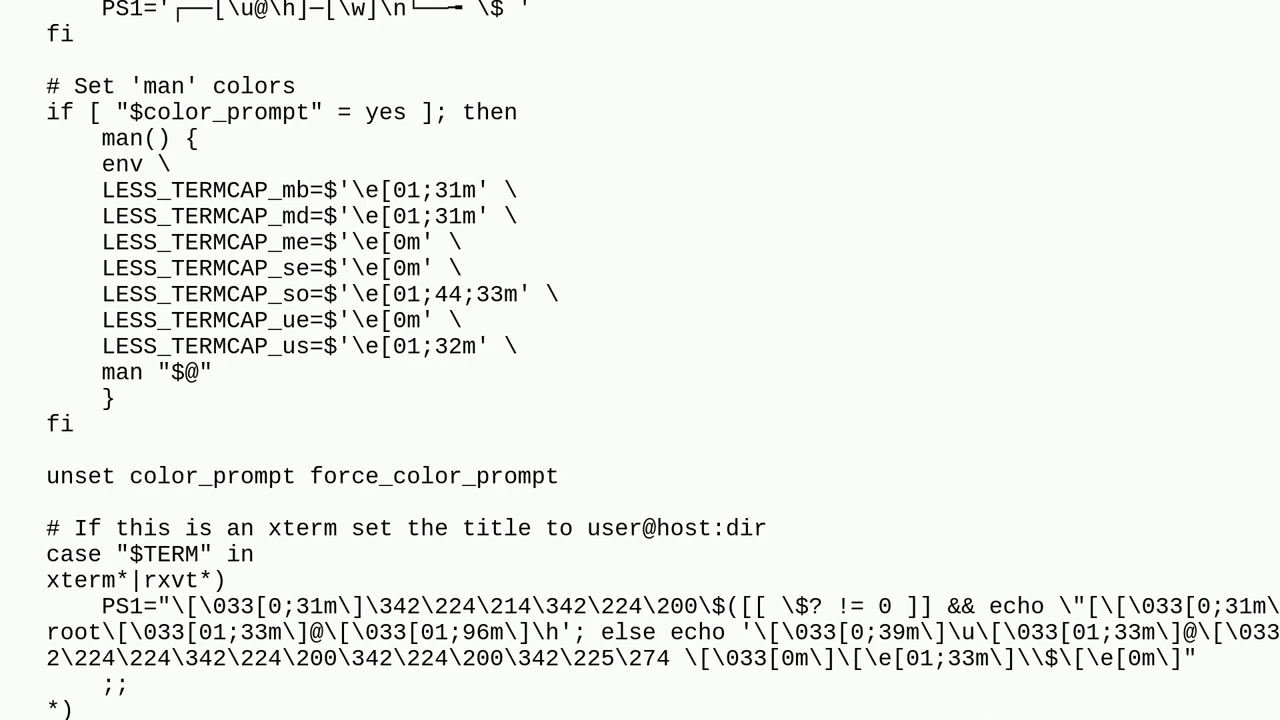 PS1='┌──[\u@\h]─[\w]\n└──╼ \$ '
fi

# Set 'man' colors
if [ "$color_prompt" = yes ]; then
    man() {
    env \
    LESS_TERMCAP_mb=$'\e[01;31m' \
    LESS_TERMCAP_md=$'\e[01;31m' \
    LESS_TERMCAP_me=$'\e[0m' \
    LESS_TERMCAP_se=$'\e[0m' \
    LESS_TERMCAP_so=$'\e[01;44;33m' \
    LESS_TERMCAP_ue=$'\e[0m' \
    LESS_TERMCAP_us=$'\e[01;32m' \
    man "$@"
    }
fi

unset color_prompt force_color_prompt

# If this is an xterm set the title to user@host:dir
case "$TERM" in
xterm*|rxvt*)
    PS1="\[\033[0;31m\]\342\224\214\342\224\200\$([[ \$? != 0 ]] && echo \"[\[\033[0;31m\
root\[\033[01;33m\]@\[\033[01;96m\]\h'; else echo '\[\033[0;39m\]\u\[\033[01;33m\]@\[\033
2\224\224\342\224\200\342\224\200\342\225\274 \[\033[0m\]\[\e[01;33m\]\\$\[\e[0m\]"
    ;;
*)